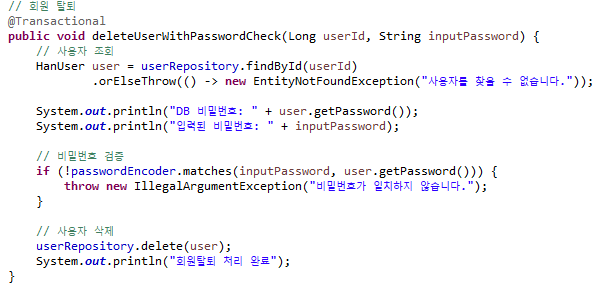 // 회원 탈퇴
@Transactional
public void deleteUserWithPasswordCheck(Long userId, String inputPassword) {
    // 사용자 조회
    HanUser user = userRepository.findById(userId)
            .orElseThrow(() -> new EntityNotFoundException("사용자를 찾을 수 없습니다."));
    System.out.println("DB 비밀번호: " + user.getPassword());
    System.out.println("입력된 비밀번호: " + inputPassword);
    // 비밀번호 검증
    if (!passwordEncoder.matches(inputPassword, user.getPassword())) {
        throw new IllegalArgumentException("비밀번호가 일치하지 않습니다.");
    }
    // 사용자 삭제
    userRepository.delete(user);
    System.out.println("회원탈퇴 처리 완료");
}